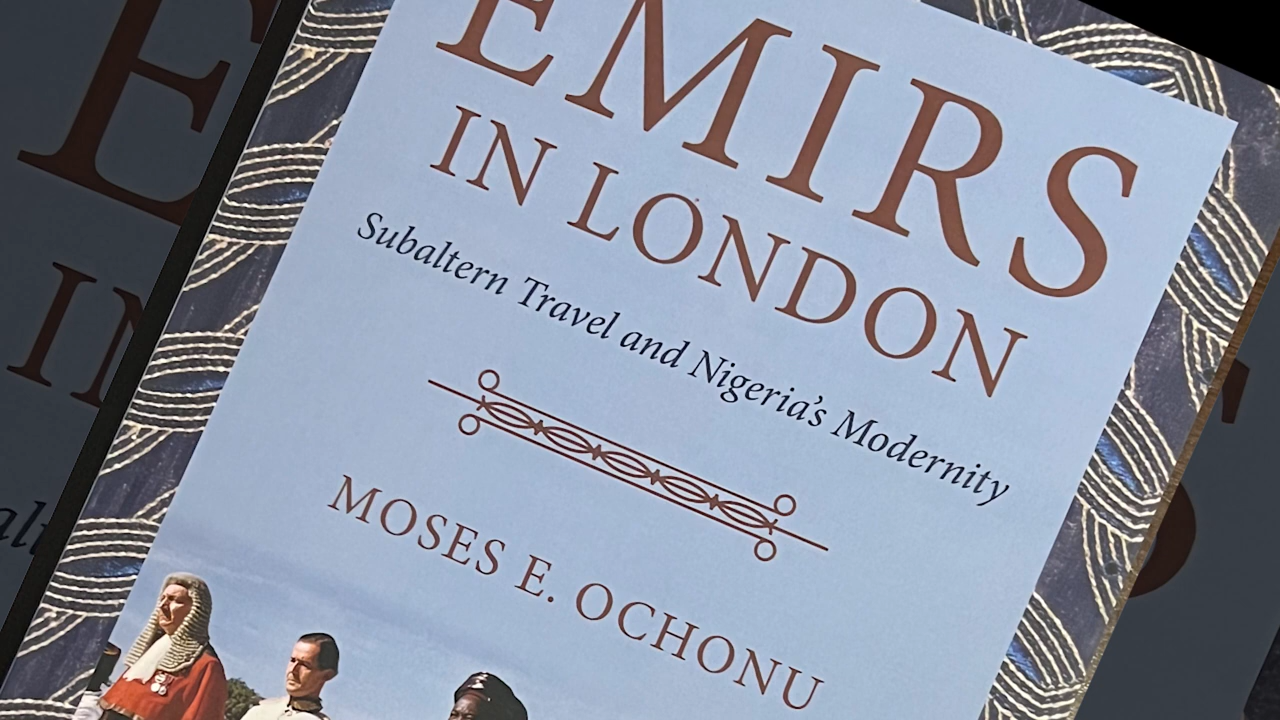 EMIRS
IN LONDON
Subaltern Travel and Nigeria's Modernity
MOSES E. OCHONU